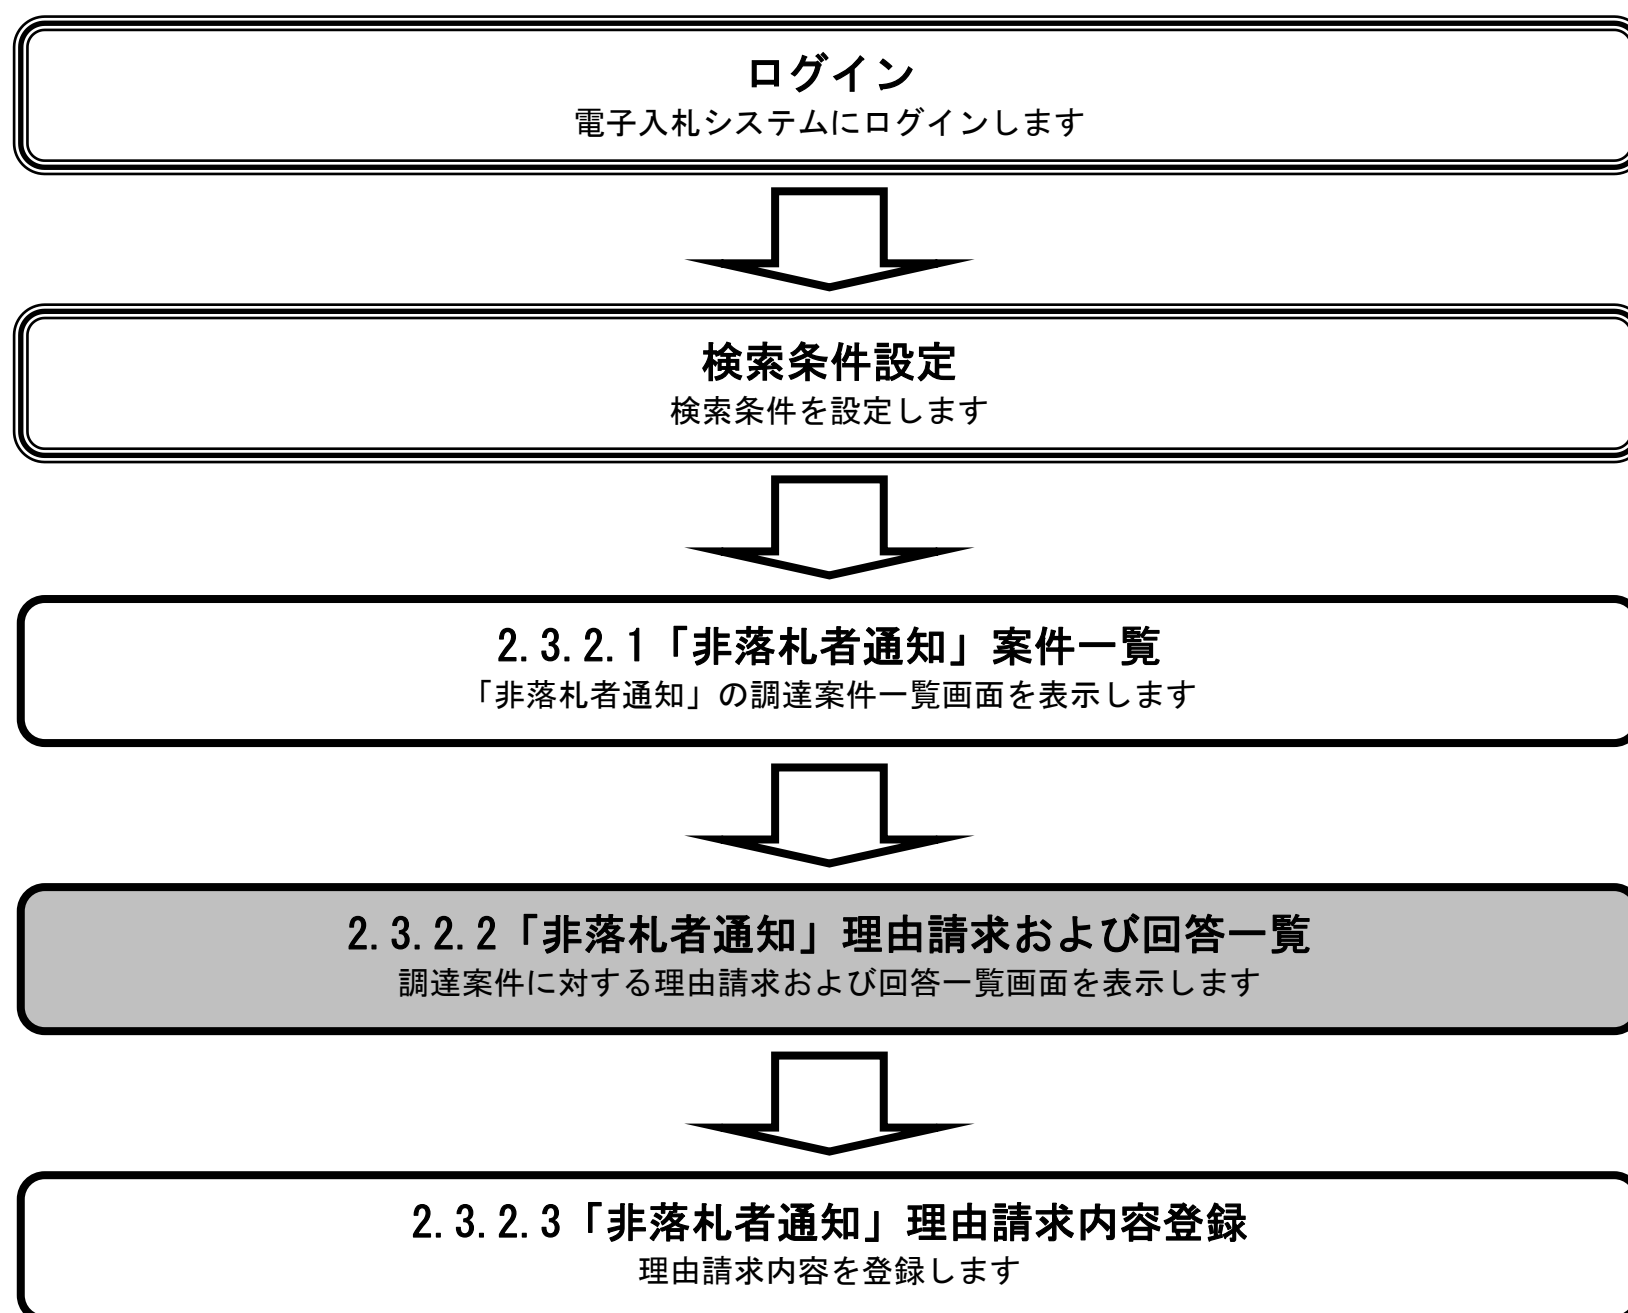 ログイン
電子入札システムにログインします
検索条件設定
検索条件を設定します
2.3.2.1「非落札者通知」案件一覧
「非落札者通知」の調達案件一覧画面を表示します
2.3.2.2「非落札者通知」理由請求および回答一覧
調達案件に対する理由請求および回答一覧画面を表示します
2.3.2.3「非落札者通知」理由請求内容登録
理由請求内容を登録します